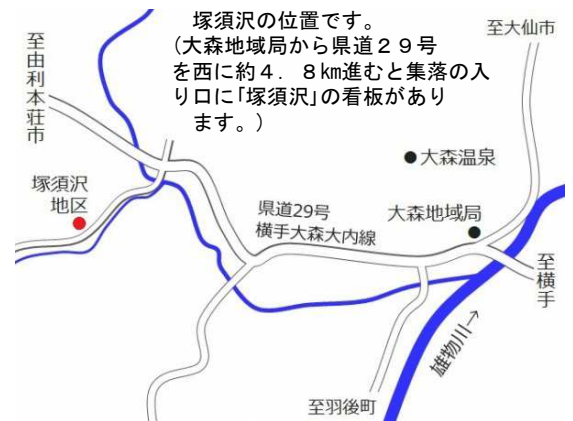 塚須沢の位置です。
(大森地域局から県道２９号
を西に約４．８㎞進むと集落の入
り口に｢塚須沢｣の看板があり
ます。)
至大仙市
至由利本荘市
大森温泉
塚須沢
地区
県道29号
横手大森大内線
大森地域局
至横手
雄物川→
至羽後町